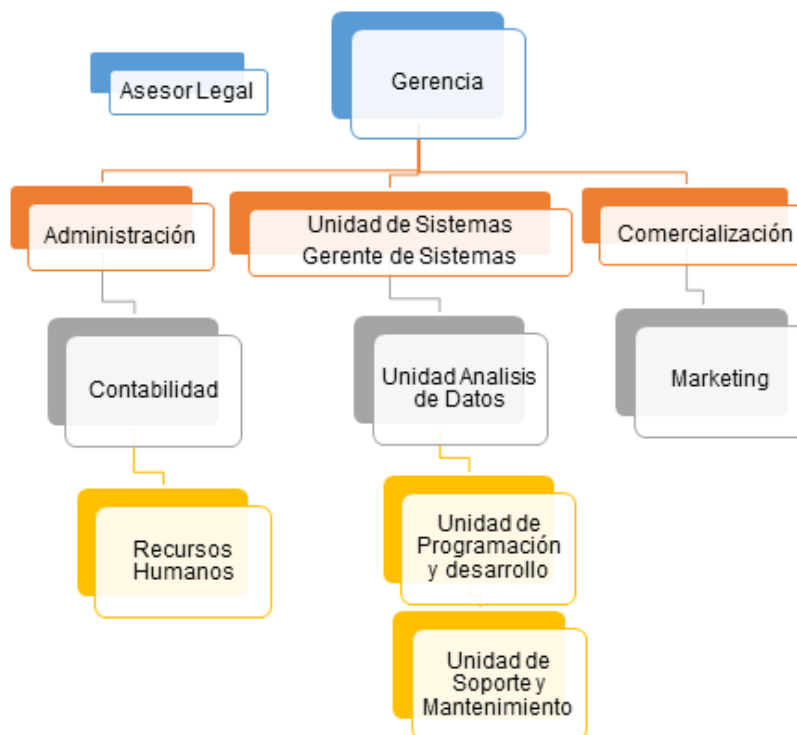 Asesor Legal
Gerencia
Administración
Unidad de Sistemas
Gerente de Sistemas
Comercialización
Contabilidad
Unidad Analisis
de Datos
Marketing
Recursos
Humanos
Unidad de
Programación
y desarrollo
Unidad de
Soporte y
Mantenimiento